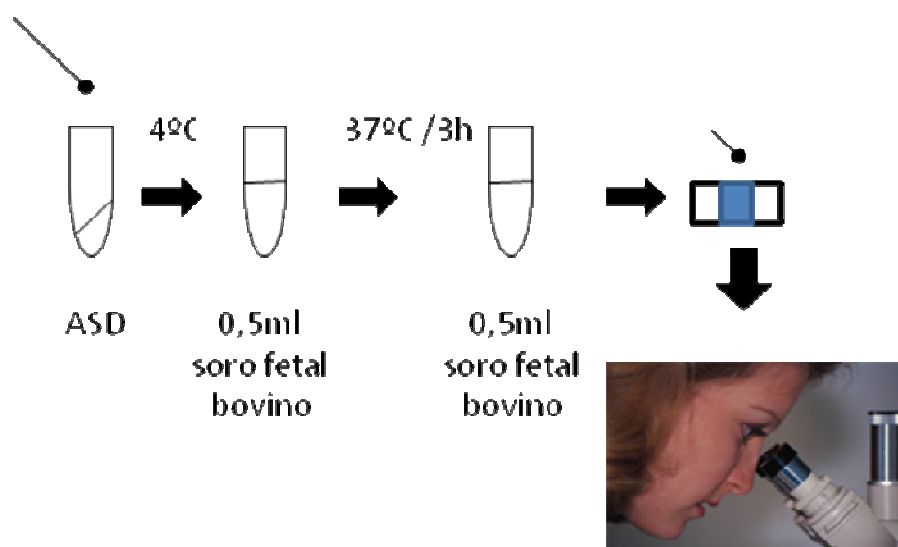 4ºC
37ºC /3h
ASD
0,5ml
soro fetal
bovino
0,5ml
soro fetal
bovino